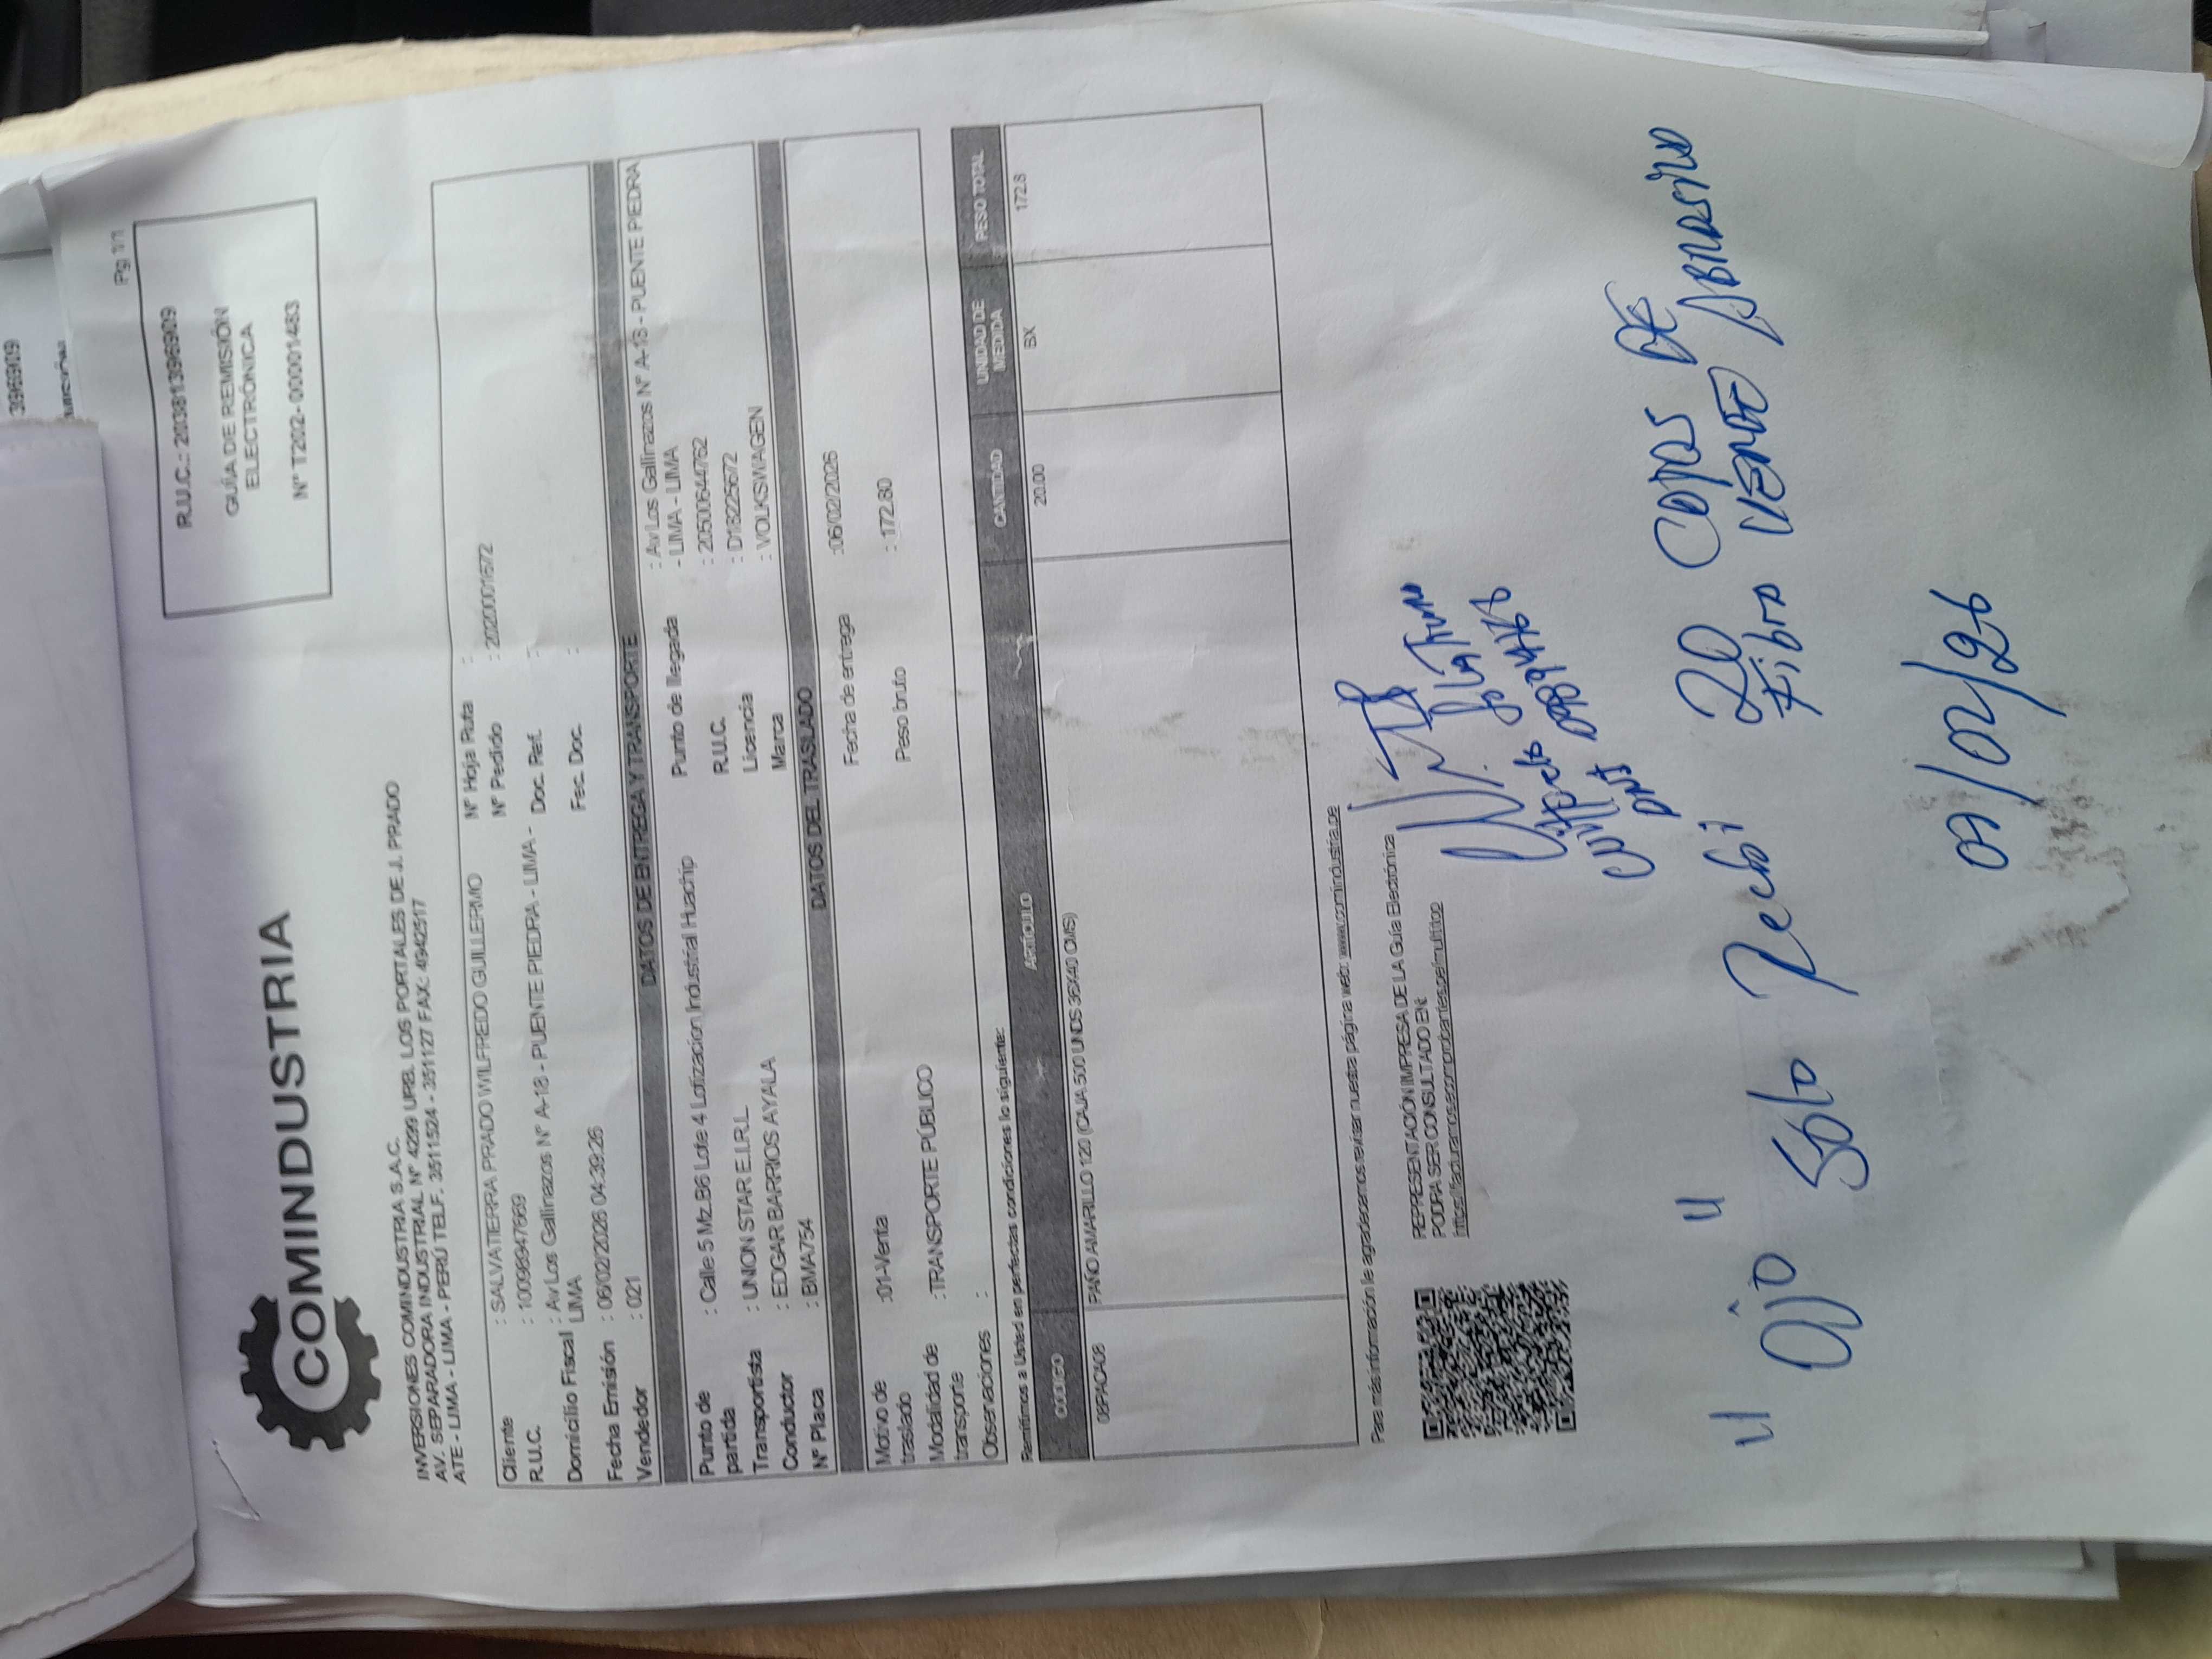 396909
Pg 1/1
R.U.C.: 20381396909
GUÍA DE REMISIÓN
ELECTRÓNICA
Nº T202- 000001483
COMINDUSTRIA
INVERSIONES COMINDUSTRIA S.A.C.
AV. SEPARADORA INDUSTRIAL Nº 4299 URB. LOS PORTALES DE J. PRADO
ATE - LIMA - LIMA - PERÚ TELF. 3511524 - 3511127 FAX: 4942517
Cliente : SALVATIERRA PRADO WILFREDO GUILLERMO
Nº Hoja Ruta :
R.U.C. : 10098947669
Nº Pedido : 2020001672
Domicilio Fiscal : Av Los Gallinazos Nº A-18 - PUENTE PIEDRA - LIMA -
LIMA
Doc. Ref. :
Fecha Emisión : 06/02/2026 04:39:26
Fec. Doc. :
Vendedor : 021
DATOS DE ENTREGA Y TRANSPORTE
Punto de partida : Calle 5 Mz.B6 Lote 4 Lotizacion Industrial Huachip
Punto de llegada : Av Los Gallinazos Nº A-18 - PUENTE PIEDRA
- LIMA - LIMA
Transportista : UNION STAR E.I.R.L.
R.U.C. : 20500644762
Conductor : EDGAR BARRIOS AYALA
Licencia : D18225672
Nº Placa : BMA754
Marca : VOLKSWAGEN
DATOS DEL TRASLADO
Motivo de traslado :01-Venta
Fecha de entrega :06/02/2026
Modalidad de transporte :TRANSPORTE PÚBLICO
Peso bruto : 172.80
Observaciones :
Remitimos a Usted en perfectas condiciones lo siguiente:
CODIGO ARTÍCULO CANTIDAD UNIDAD DE MEDIDA PESO TOTAL
08PACA08 PAÑO AMARILLO 120 (CAJA 500 UNDS 36X40 CMS) 20.00 BX 172.8
Para más información le agradecemos revisar nuestra página web: www.comindustria.pe
REPRESENTACIÓN IMPRESA DE LA Guía Electrónica
PODRA SER CONSULTADO EN:
DNI
"Ojo" Solo Recibi 20 Cajas DE
Fibra VERDE
09/02/26